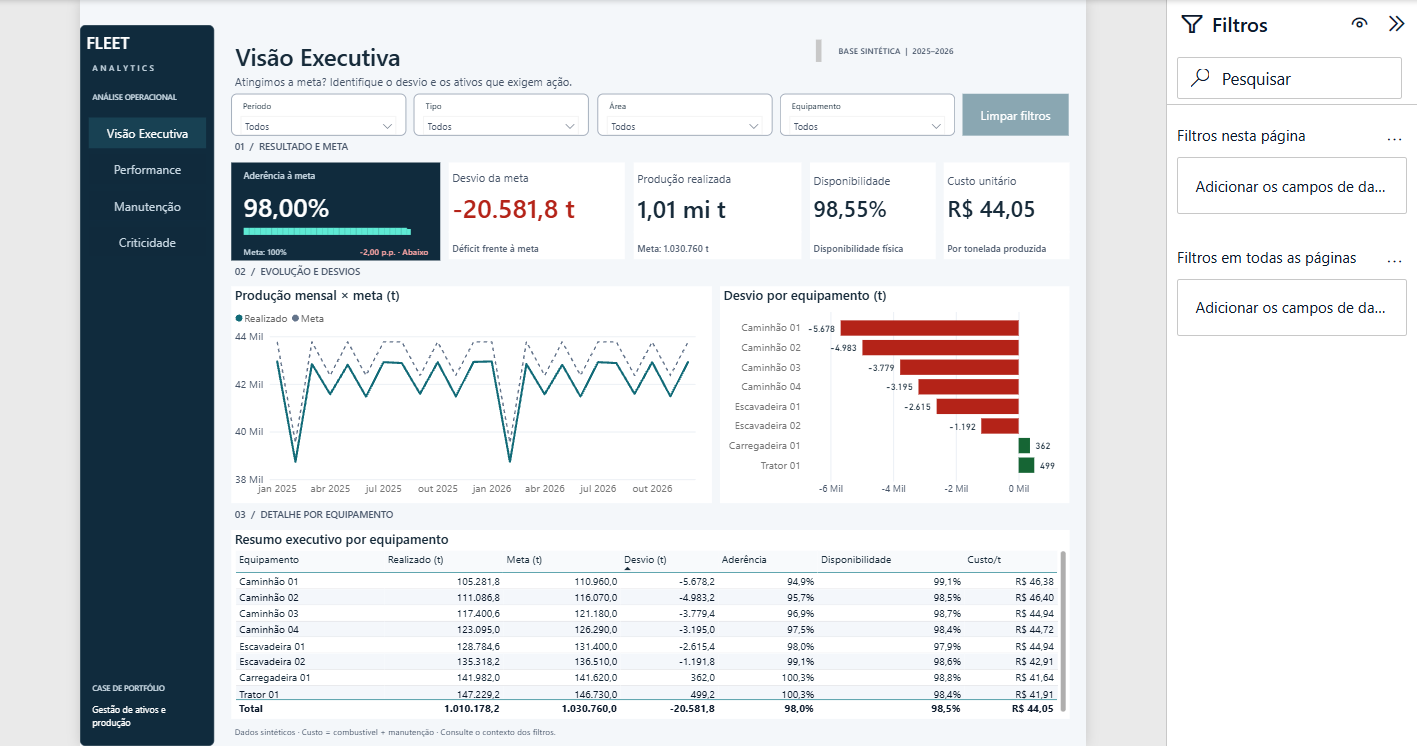 FLEET
ANALYTICS
ANÁLISE OPERACIONAL
Visão Executiva
Performance
Manutenção
Criticidade
CASE DE PORTFÓLIO
Gestão de ativos e
produção
Visão Executiva
BASE SINTÉTICA | 2025–2026
Atingimos a meta? Identifique o desvio e os ativos que exigem ação.
Período
Todos
Tipo
Todos
Área
Todos
Equipamento
Todos
Limpar filtros
01 / RESULTADO E META
Aderência à meta
98,00%
Meta: 100% -2,00 p.p. · Abaixo
Desvio da meta
-20.581,8 t
Déficit frente à meta
Produção realizada
1,01 mi t
Meta: 1.030.760 t
Disponibilidade
98,55%
Disponibilidade física
Custo unitário
R$ 44,05
Por tonelada produzida
02 / EVOLUÇÃO E DESVIOS
Produção mensal × meta (t)
Realizado Meta
44 Mil
42 Mil
40 Mil
38 Mil
jan 2025 abr 2025 jul 2025 out 2025 jan 2026 abr 2026 jul 2026 out 2026
Desvio por equipamento (t)
Caminhão 01 -5.678
Caminhão 02 -4.983
Caminhão 03 -3.779
Caminhão 04 -3.195
Escavadeira 01 -2.615
Escavadeira 02 -1.192
Carregadeira 01 362
Trator 01 499
-6 Mil -4 Mil -2 Mil 0 Mil
03 / DETALHE POR EQUIPAMENTO
Resumo executivo por equipamento
Equipamento Realizado (t) Meta (t) Desvio (t) Aderência Disponibilidade Custo/t
Caminhão 01 105.281,8 110.960,0 -5.678,2 94,9% 99,1% R$ 46,38
Caminhão 02 111.086,8 116.070,0 -4.983,2 95,7% 98,5% R$ 46,40
Caminhão 03 117.400,6 121.180,0 -3.779,4 96,9% 98,7% R$ 44,94
Caminhão 04 123.095,0 126.290,0 -3.195,0 97,5% 98,4% R$ 44,72
Escavadeira 01 128.784,6 131.400,0 -2.615,4 98,0% 97,9% R$ 44,94
Escavadeira 02 135.318,2 136.510,0 -1.191,8 99,1% 98,6% R$ 42,91
Carregadeira 01 141.982,0 141.620,0 362,0 100,3% 98,8% R$ 41,64
Trator 01 147.229,2 146.730,0 499,2 100,3% 98,4% R$ 41,91
Total 1.010.178,2 1.030.760,0 -20.581,8 98,0% 98,5% R$ 44,05
Dados sintéticos · Custo = combustível + manutenção · Consulte o contexto dos filtros.
Filtros
Pesquisar
Filtros nesta página ...
Adicionar os campos de da...
Filtros em todas as páginas ...
Adicionar os campos de da...